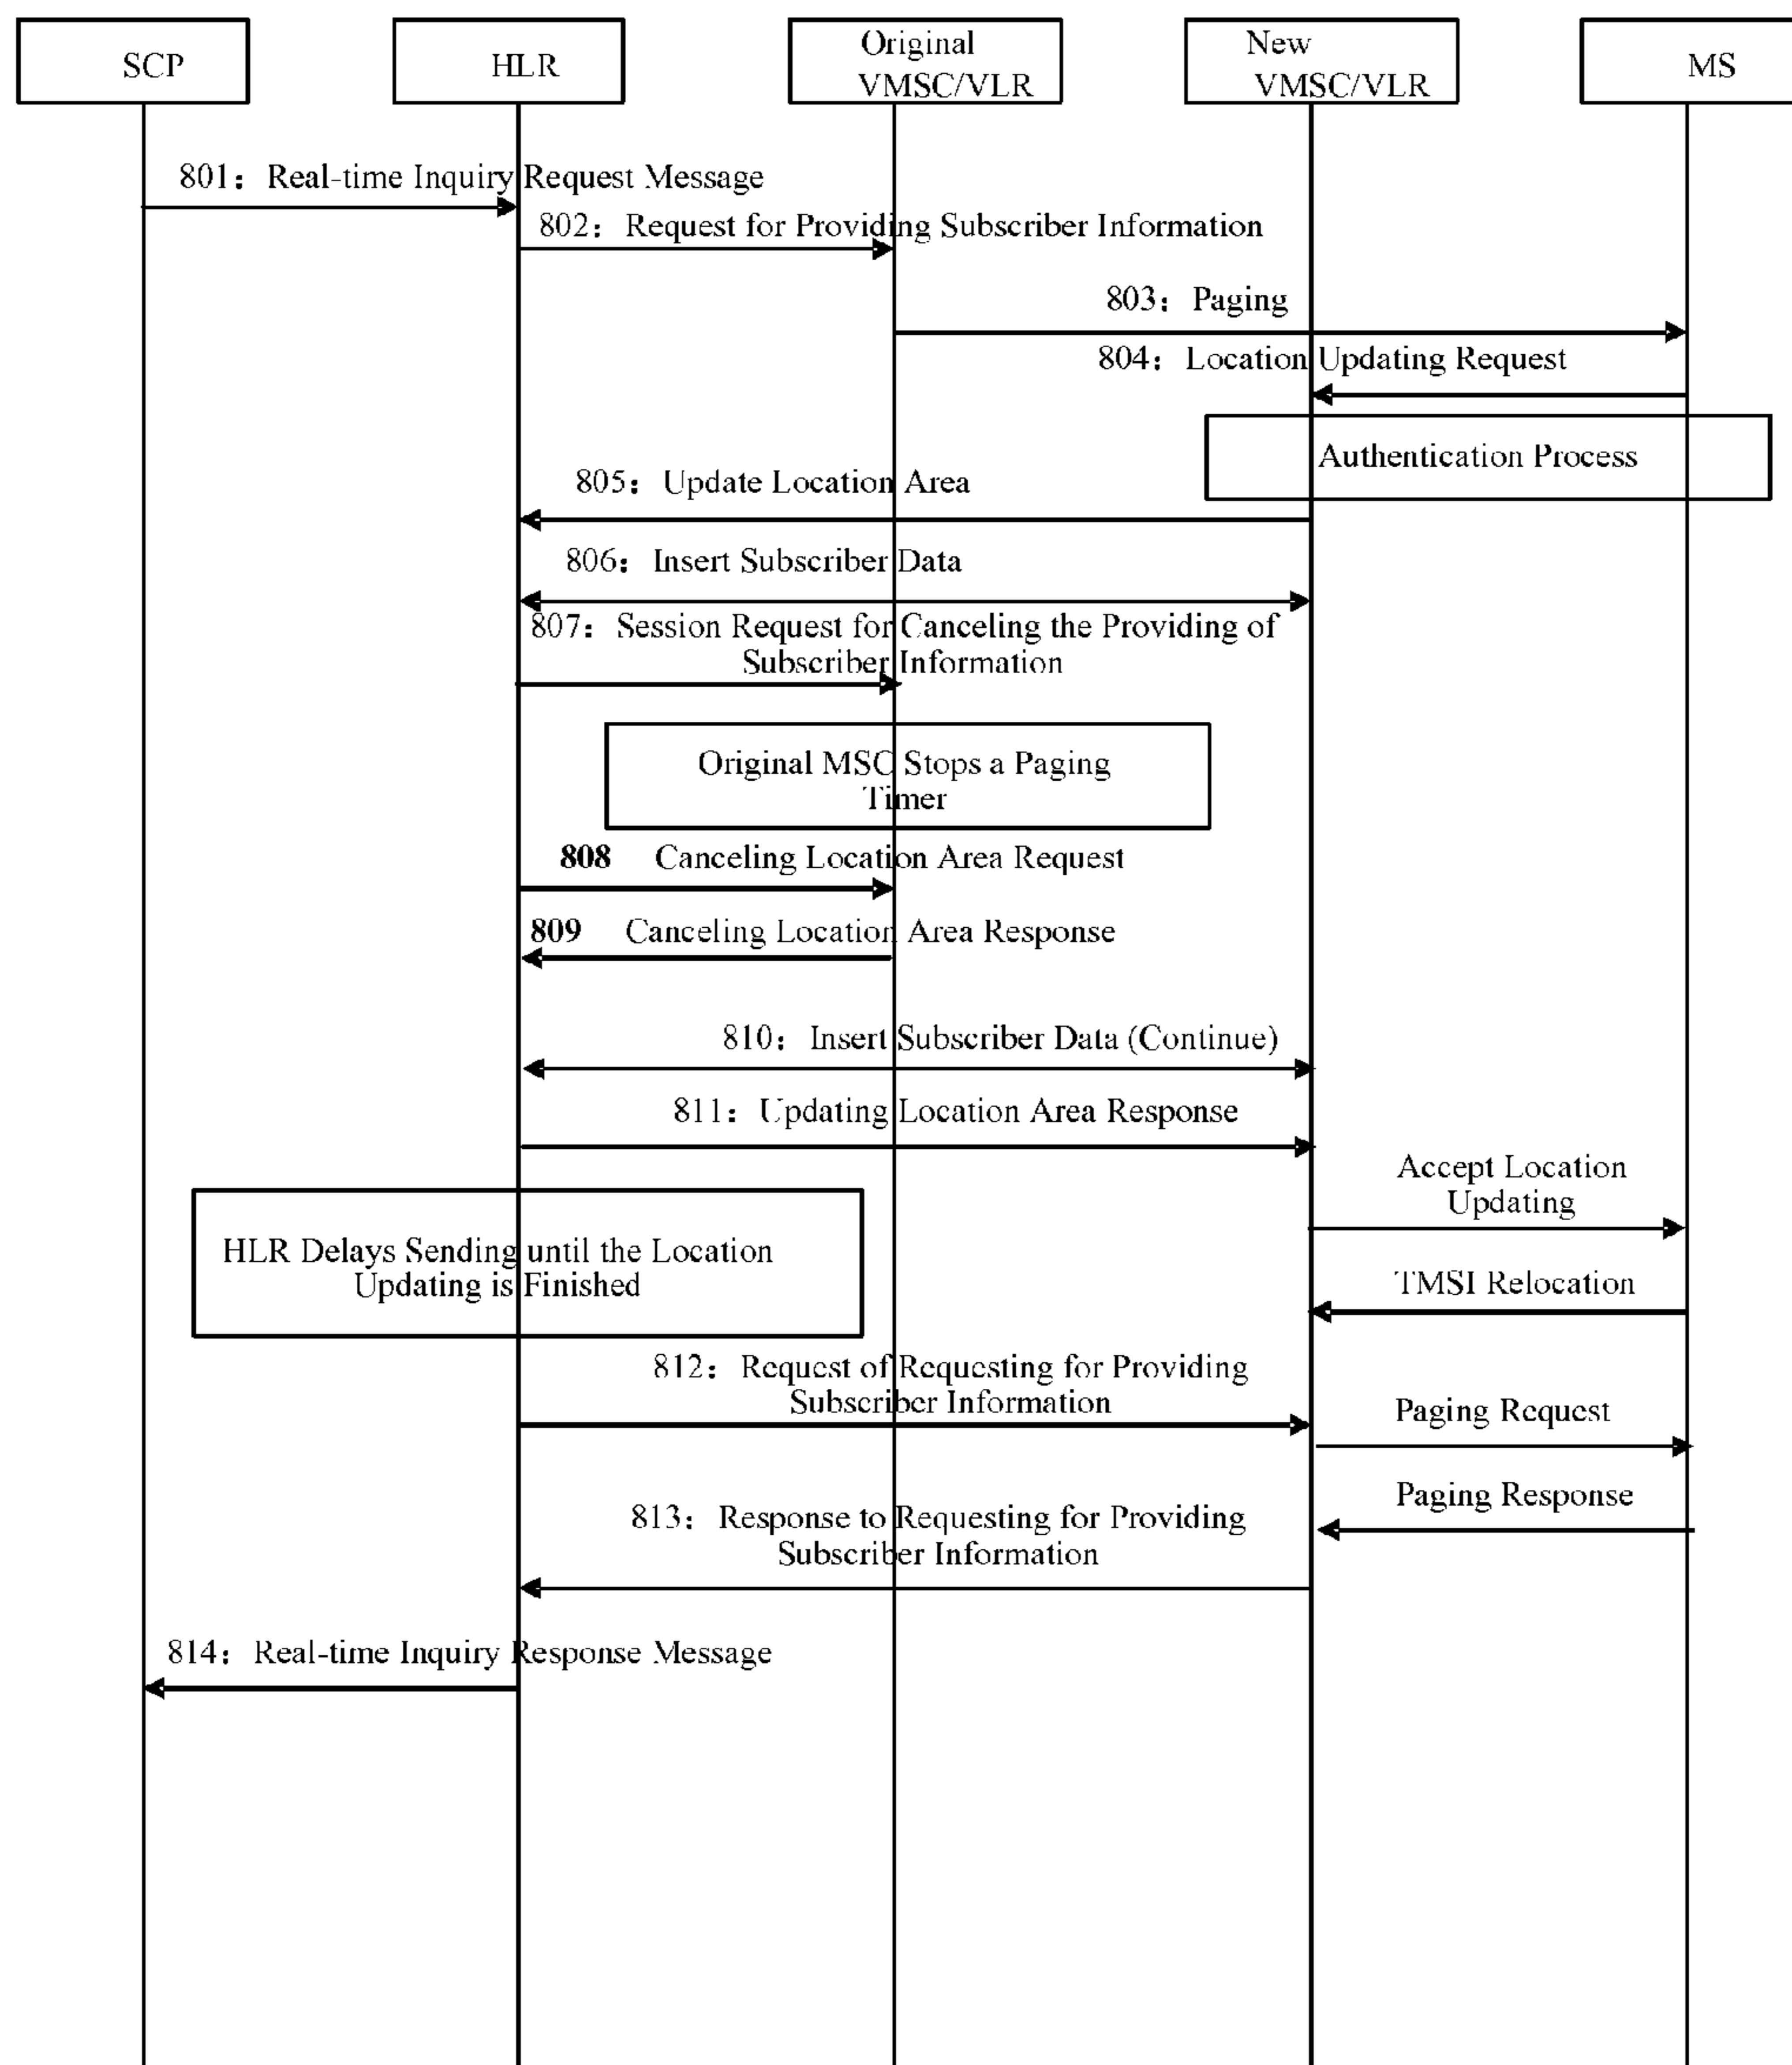 SCP
HLR
Original
VMSC/VLR
New
VMSC/VLR
MS
801: Real-time Inquiry Request Message
802: Request for Providing Subscriber Information
803: Paging
804: Location Updating Request
Authentication Process
805: Update Location Area
806: Insert Subscriber Data
807: Session Request for Canceling the Providing of
Subscriber Information
Original MSC Stops a Paging
Timer
808 Canceling Location Area Request
809 Canceling Location Area Response
810: Insert Subscriber Data (Continue)
811: Updating Location Area Response
Accept Location
Updating
HLR Delays Sending until the Location
Updating is Finished
TMSI Relocation
812: Request of Requesting for Providing
Subscriber Information
Paging Request
Paging Response
813: Response to Requesting for Providing
Subscriber Information
814: Real-time Inquiry Response Message